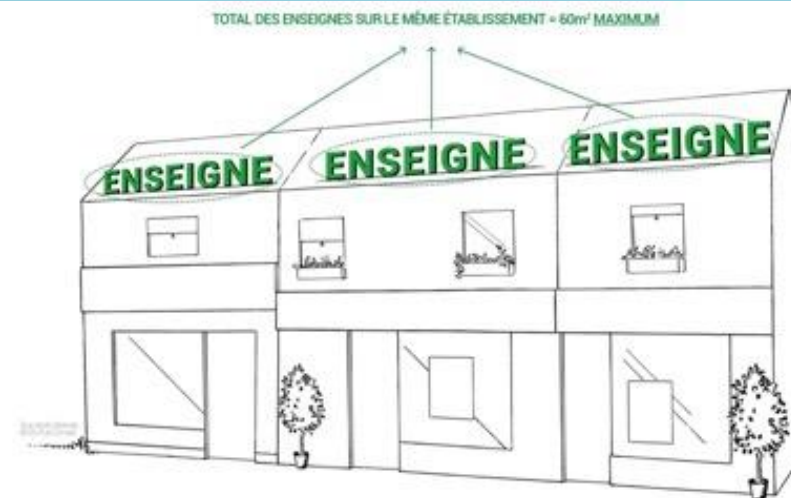 TOTAL DES ENSEIGNES SUR LE MÊME ÉTABLISSEMENT = 60m² MAXIMUM
ENSEIGNE
ENSEIGNE
ENSEIGNE